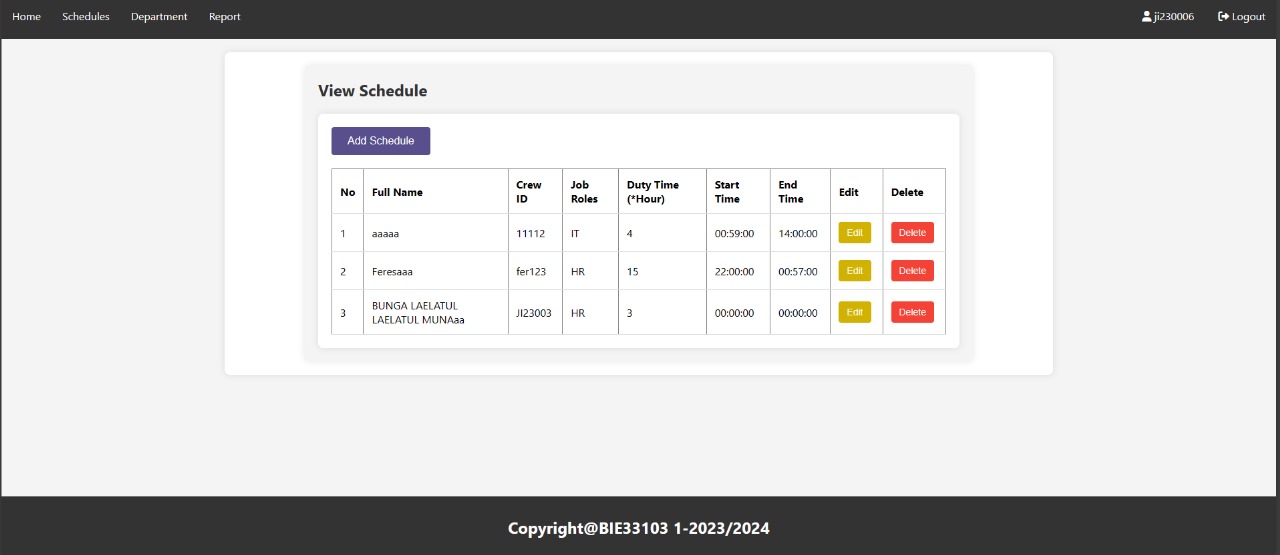 Home Schedules Department Report ji230006 Logout
View Schedule
Add Schedule
No Full Name Crew ID Job Roles Duty Time (*Hour) Start Time End Time Edit Delete
1 aaaaa 11112 IT 4 00:59:00 14:00:00 Edit Delete
2 Feresaaa fer123 HR 15 22:00:00 00:57:00 Edit Delete
3 BUNGA LAELATUL LAELATUL MUNAaa JI23003 HR 3 00:00:00 00:00:00 Edit Delete
Copyright@BIE33103 1-2023/2024